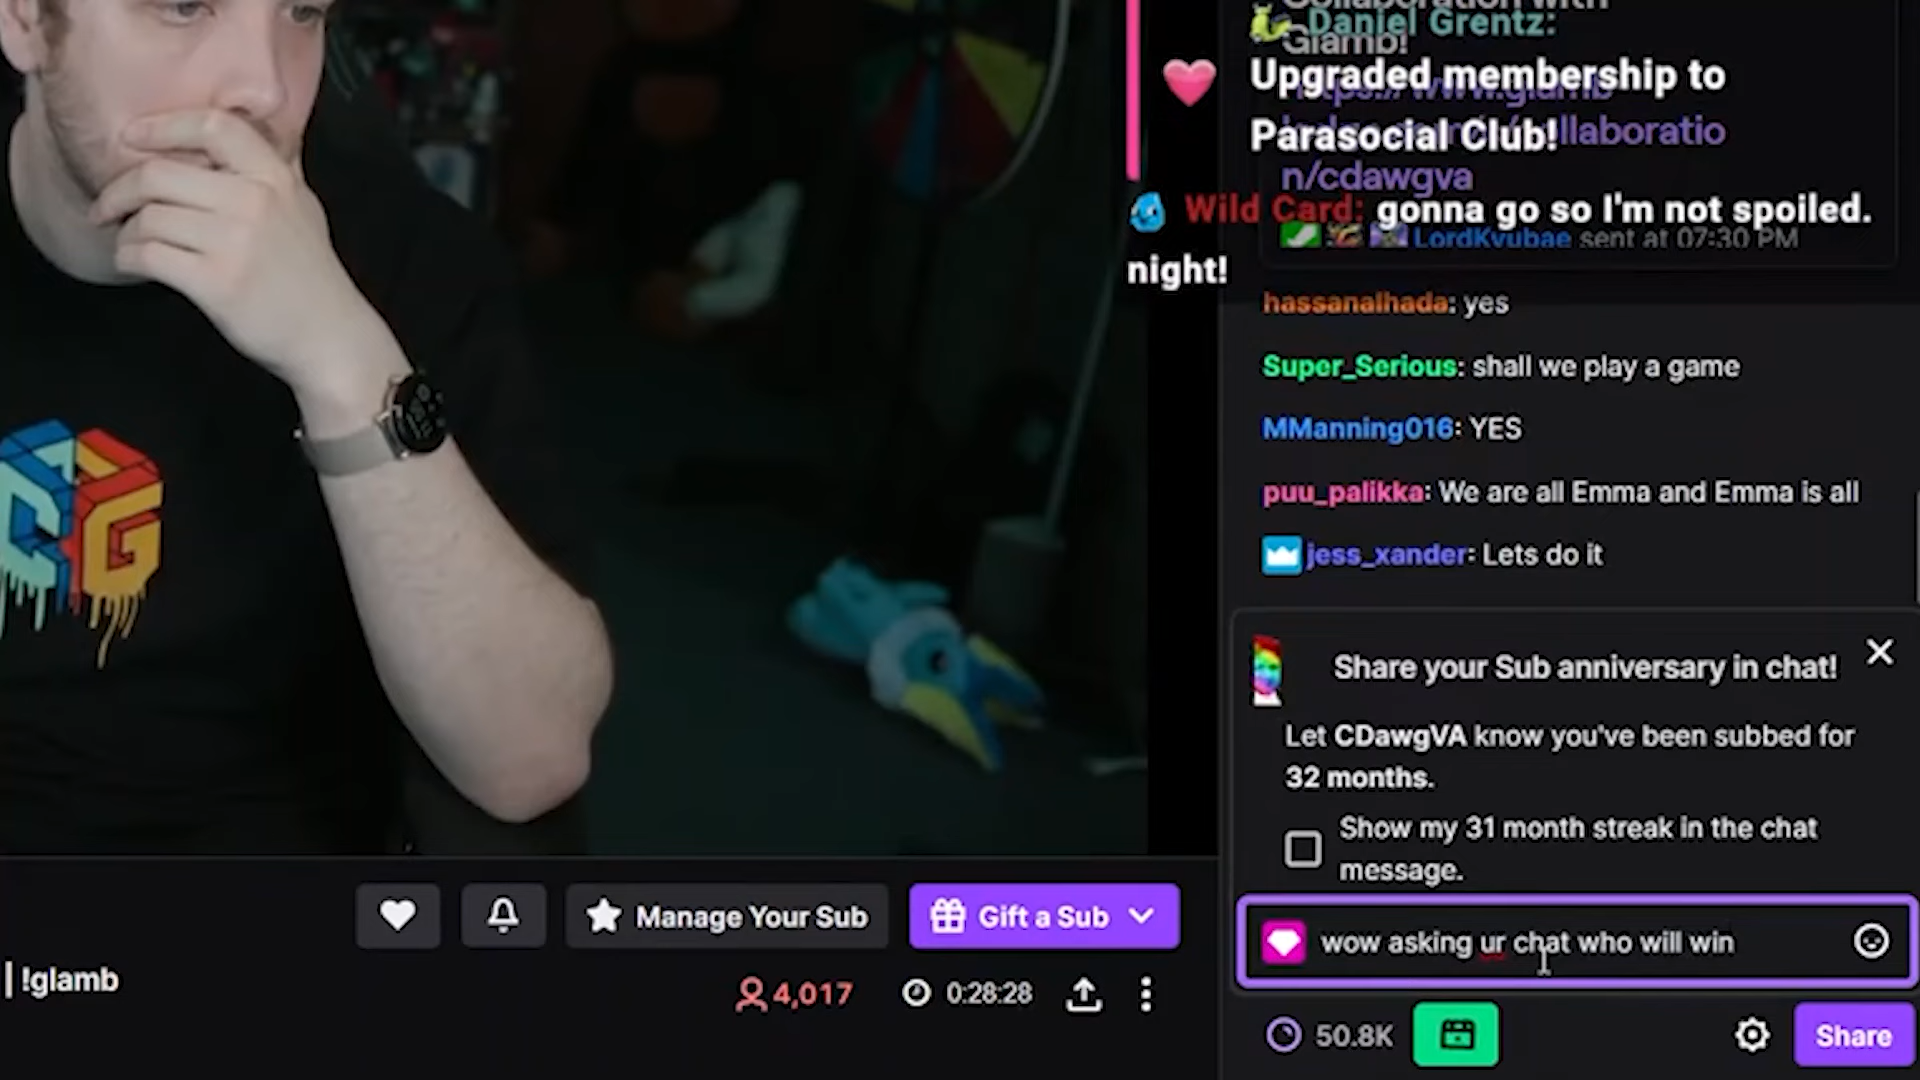 Collaboration with
Daniel Grentz:
Glamb!
Upgraded membership to
Parasocial Club!
n/cdawgva
Wild Card: gonna go so I'm not spoiled.
night!
LordKyubae sent at 07:30 PM
hassanalhada: yes
Super_Serious: shall we play a game
MManning016: YES
puu_palikka: We are all Emma and Emma is all
jess_xander: Lets do it
Share your Sub anniversary in chat!
Let CDawgVA know you've been subbed for
32 months.
Show my 31 month streak in the chat
message.
Manage Your Sub
Gift a Sub
wow asking ur chat who will win
| !glamb
4,017
0:28:28
50.8K
Share
CG